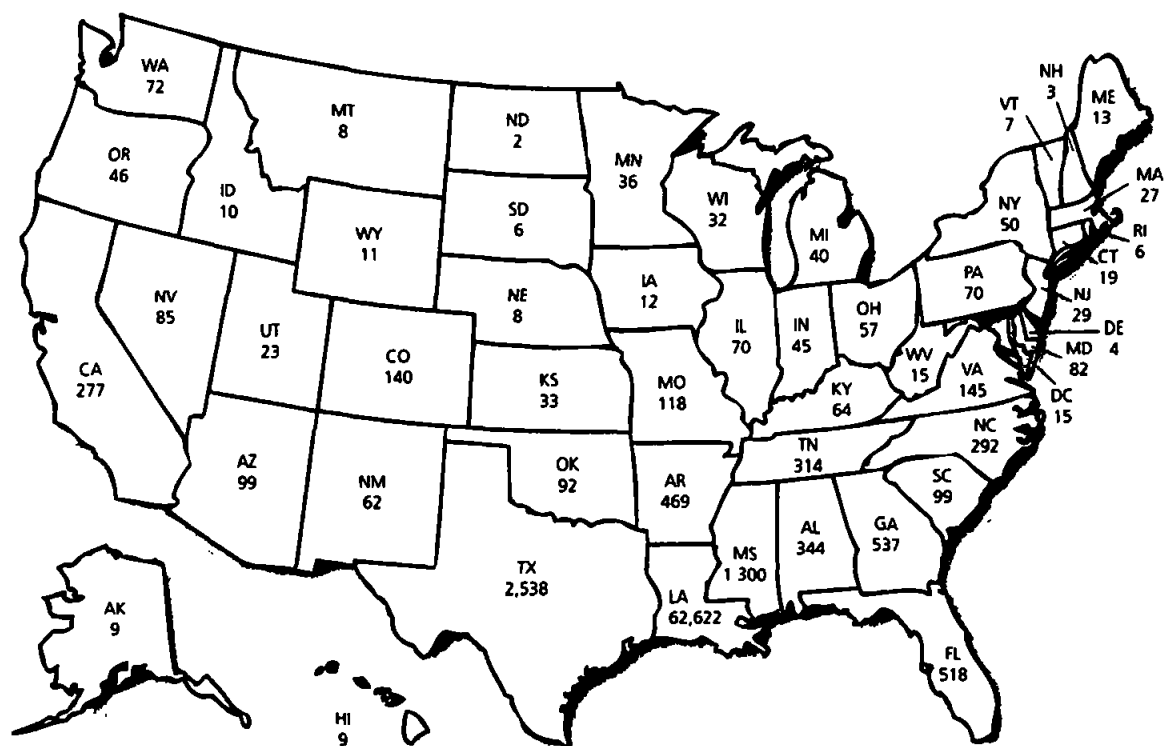 WA
72
OR
46
ID
10
MT
8
ND
2
MN
36
WI
32
MI
40
NY
50
VT
7
NH
3
ME
13
MA
27
RI
6
CT
19
NJ
29
DE
4
MD
82
DC
15
PA
70
OH
57
WV
15
VA
145
WY
11
SD
6
NE
8
IA
12
IL
70
IN
45
KY
64
NV
85
UT
23
CO
140
KS
33
MO
118
CA
277
AZ
99
NM
62
OK
92
AR
469
TN
314
NC
292
SC
99
GA
537
AL
344
MS
1 300
TX
2,538
LA
62,622
FL
518
AK
9
HI
9